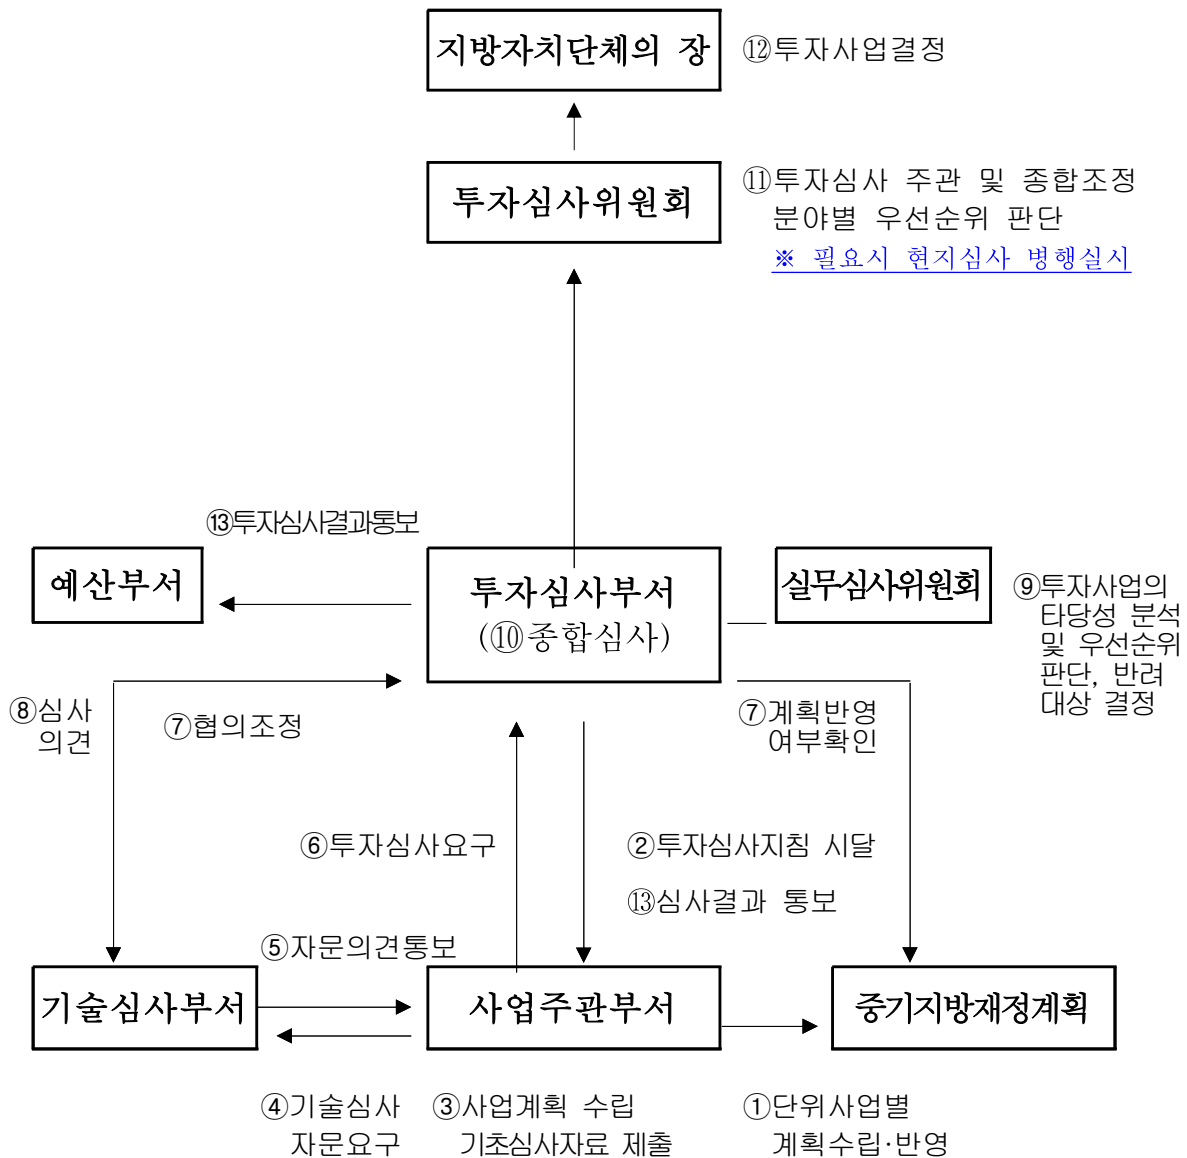 지방자치단체의 장
⑫투자사업결정
투자심사위원회
⑪투자심사 주관 및 종합조정
분야별 우선순위 판단
※ 필요시 현지심사 병행실시
⑬투자심사결과통보
예산부서
투자심사부서
(⑩종합심사)
실무심사위원회
⑨투자사업의
타당성 분석
및 우선순위
판단, 반려
대상 결정
⑧심사
의견
⑦협의조정
⑦계획반영
여부확인
⑥투자심사요구
②투자심사지침 시달
⑬심사결과 통보
⑤자문의견통보
기술심사부서
사업주관부서
중기지방재정계획
④기술심사
자문요구
③사업계획 수립
기초심사자료 제출
①단위사업별
계획수립·반영